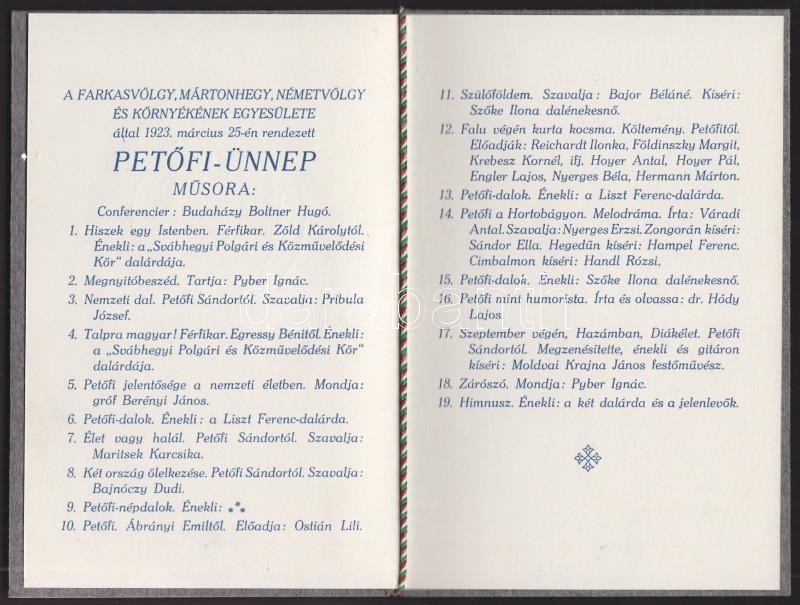 A FARKASVÖLGY, MÁRTONHEGY, NÉMETVÖLGY
ÉS KÖRNYÉKÉNEK EGYESÜLETE
által 1923. március 25-én rendezett
PETŐFI-ÜNNEP
MŰSORA:
Conferencier: Budaházy Boltner Hugó.
1. Hiszek egy Istenben. Férfikar. Zöld Károlytól.
Énekli: a „Svábhegyi Polgári és Közművelődési
Kör” dalárdája.
2. Megnyitóbeszéd. Tartja: Pyber Ignác.
3. Nemzeti dal. Petőfi Sándortól. Szavalja: Pribula
József.
4. Talpra magyar! Férfikar. Egressy Bénitől. Énekli:
a „Svábhegyi Polgári és Közművelődési Kör”
dalárdája.
5. Petőfi jelentősége a nemzeti életben. Mondja:
gróf Berényi János.
6. Petőfi-dalok. Énekli: a Liszt Ferenc-dalárda.
7. Élet vagy halál. Petőfi Sándortól. Szavalja:
Maritsek Karcsika.
8. Két ország ölelkezése. Petőfi Sándortól. Szavalja:
Bajnóczy Dudi.
9. Petőfi-népdalok. Énekli: ***
10. Petőfi. Ábrányi Emiltől. Előadja: Ostián Lili.
11. Szülőföldem. Szavalja: Bajor Béláné. Kíséri:
Szőke Ilona dalénekesnő.
12. Falu végén kurta kocsma. Költemény. Petőfitől.
Előadják: Reichardt Ilonka, Földinszky Margit,
Krebesz Kornél, ifj. Hoyer Antal, Hoyer Pál,
Engler Lajos, Nyerges Béla, Hermann Márton.
13. Petőfi-dalok. Énekli: a Liszt Ferenc-dalárda.
14. Petőfi a Hortobágyon. Melodráma. Írta: Váradi
Antal. Szavalja: Nyerges Erzsi. Zongorán kíséri:
Sándor Ella. Hegedűn kíséri: Hampel Ferenc.
Cimbalmon kíséri: Handl Rózsi.
15. Petőfi-dalok. Énekli: Szőke Ilona dalénekesnő.
16. Petőfi mint humorista. Írta és olvassa: dr. Hódy
Lajos.
17. Szeptember végén, Hazámban, Diákélet. Petőfi
Sándortól. Megzenésítette, énekli és gitáron
kíséri: Moldvai Krajna János festőművész.
18. Zárószó. Mondja: Pyber Ignác.
19. Himnusz. Énekli: a két dalárda és a jelenlevők.
darabanth.com